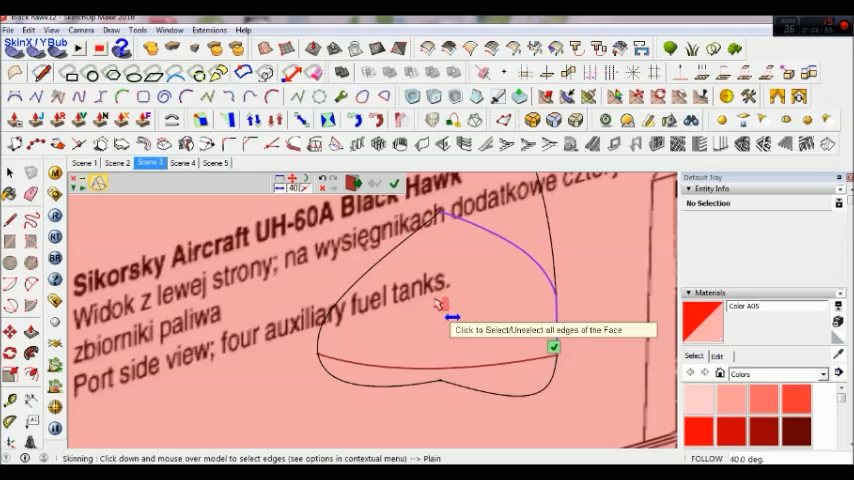 Black hawk12 - SketchUp Make 2016
File Edit View Camera Draw Tools Window Extensions Help
SkinX / YBub
Scene 1 Scene 2 Scene 3 Scene 4 Scene 5
40
Sikorsky Aircraft UH-60A Black Hawk
Widok z lewej strony; na wysięgnikach dodatkowe cztery
zbiorniki paliwa
Port side view; four auxiliary fuel tanks.
Click to Select/Unselect all edges of the Face
Default Tray
Entity Info
No Selection
Materials
Color A05
Select Edit
Colors
Skinning : Click down and mouse over model to select edges (see options in contextual menu) --> Plain
FOLLOW 40.0 deg.